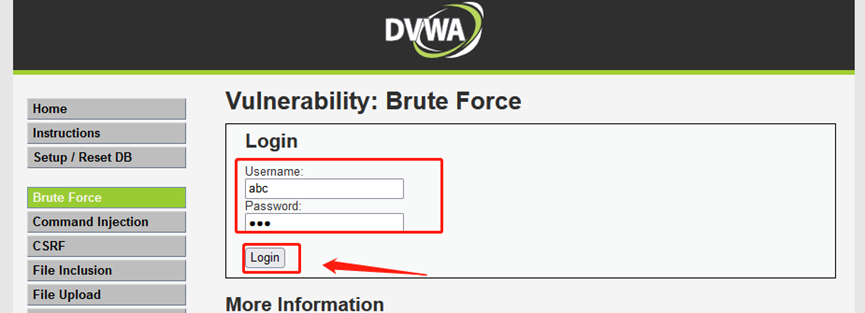 DVWA
Home
Instructions
Setup / Reset DB
Brute Force
Command Injection
CSRF
File Inclusion
File Upload
Vulnerability: Brute Force
Login
Username:
abc
Password:
●●●
Login
More Information